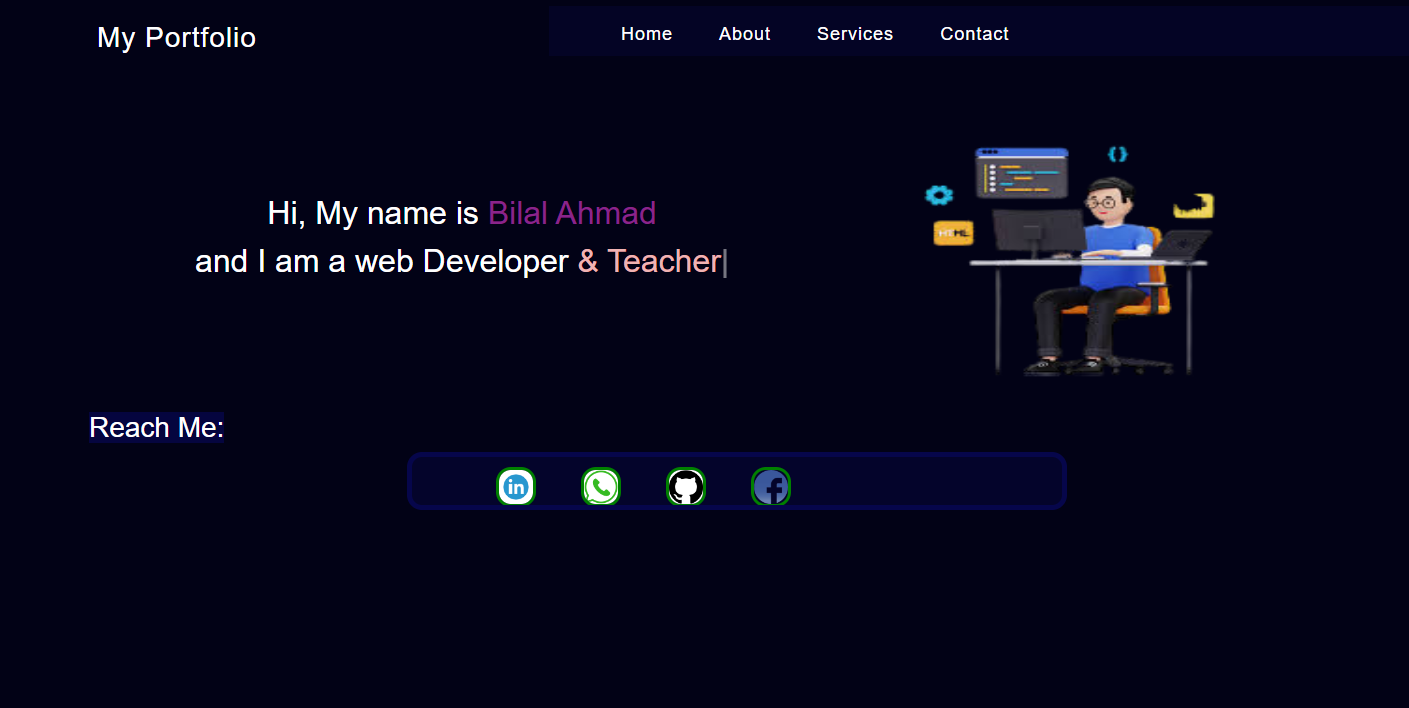 My Portfolio
Home About Services Contact
Hi, My name is Bilal Ahmad
and I am a web Developer & Teacher|
HTML
Reach Me:
in